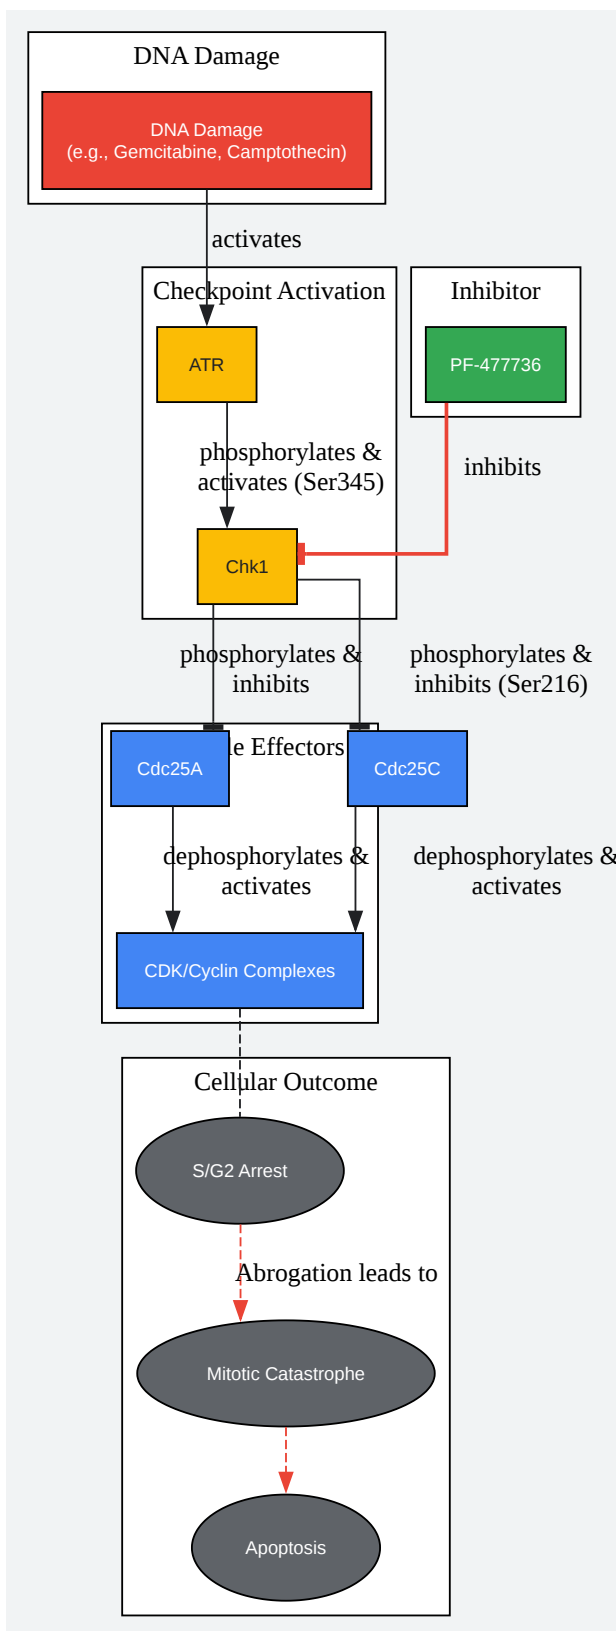 DNA Damage
DNA Damage
(e.g., Gemcitabine, Camptothecin)
activates
Checkpoint Activation
Inhibitor
ATR
PF-477736
phosphorylates &
activates (Ser345)
inhibits
Chk1
phosphorylates &
inhibits
phosphorylates &
inhibits (Ser216)
Effectors
Cdc25A
Cdc25C
dephosphorylates &
activates
dephosphorylates &
activates
CDK/Cyclin Complexes
Cellular Outcome
S/G2 Arrest
Abrogation leads to
Mitotic Catastrophe
Apoptosis